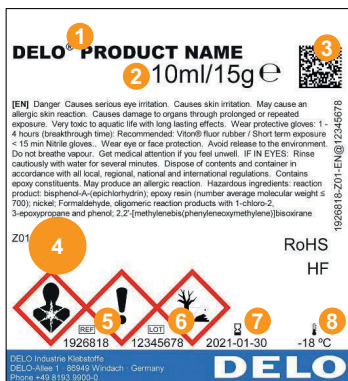 1
DELO® PRODUCT NAME
3
2 10ml/15g ℮
[EN] Danger Causes serious eye irritation. Causes skin irritation. May cause an
allergic skin reaction. Causes damage to organs through prolonged or repeated
exposure. Very toxic to aquatic life with long lasting effects. Wear protective gloves: 1 -
4 hours (breakthrough time): Recommended: Viton® fluor rubber / Short term exposure
< 15 min Nitrile gloves.. Wear eye or face protection. Avoid release to the environment.
Do not breathe vapour. Get medical attention if you feel unwell. IF IN EYES: Rinse
cautiously with water for several minutes. Dispose of contents and container in
accordance with all local, regional, national and international regulations. Contains
epoxy constituents. May produce an allergic reaction. Hazardous ingredients: reaction
product: bisphenol-A-(epichlorhydrin); epoxy resin (number average molecular weight ≤
700); nickel; Formaldehyde, oligomeric reaction products with 1-chloro-2,
3-epoxypropane and phenol; 2,2'-[methylenebis(phenyleneoxymethylene)]bisoxirane
1926818-Z01-EN@12345678
Z01
4
RoHS
HF
5 6 7 8
REF LOT
1926818 12345678 2021-01-30 -18 ºC
DELO Industrie Klebstoffe
DELO-Allee 1 · 86949 Windach · Germany
Phone +49 8193 9900-0
DELO